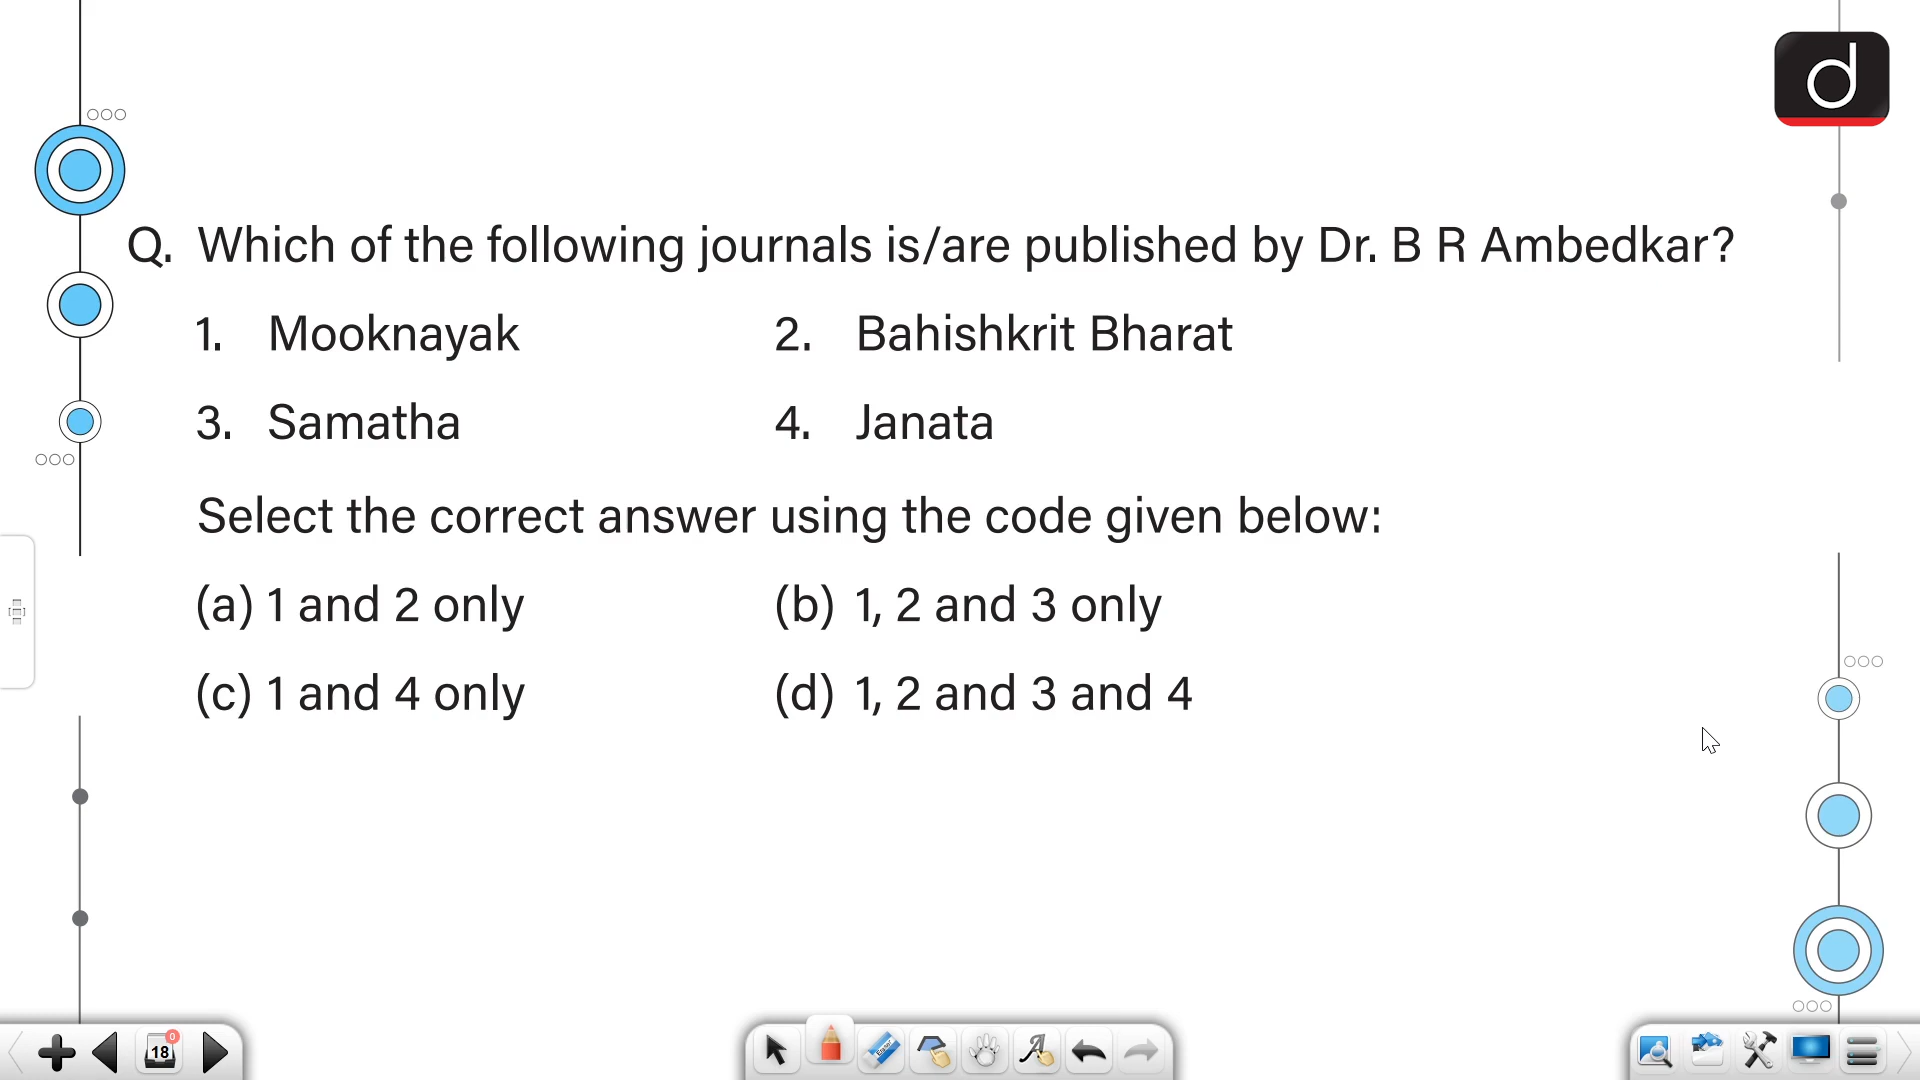 d
Q. Which of the following journals is/are published by Dr. B R Ambedkar?
1. Mooknayak 2. Bahishkrit Bharat
3. Samatha 4. Janata
Select the correct answer using the code given below:
(a) 1 and 2 only (b) 1, 2 and 3 only
(c) 1 and 4 only (d) 1, 2 and 3 and 4
0
18
Eraser
A